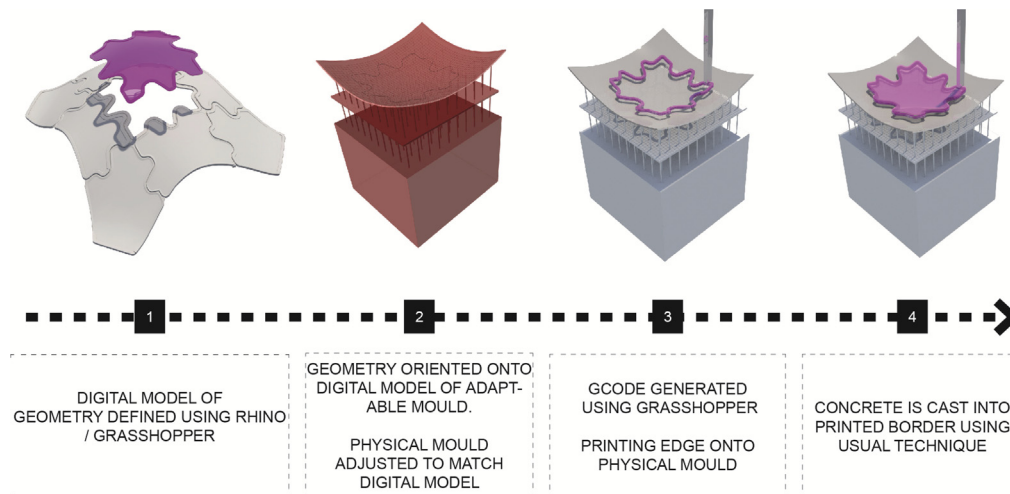 1
2
3
4
DIGITAL MODEL OF
GEOMETRY DEFINED USING RHINO
/ GRASSHOPPER
GEOMETRY ORIENTED ONTO
DIGITAL MODEL OF ADAPT-
ABLE MOULD.
PHYSICAL MOULD
ADJUSTED TO MATCH
DIGITAL MODEL
GCODE GENERATED
USING GRASSHOPPER
PRINTING EDGE ONTO
PHYSICAL MOULD
CONCRETE IS CAST INTO
PRINTED BORDER USING
USUAL TECHNIQUE